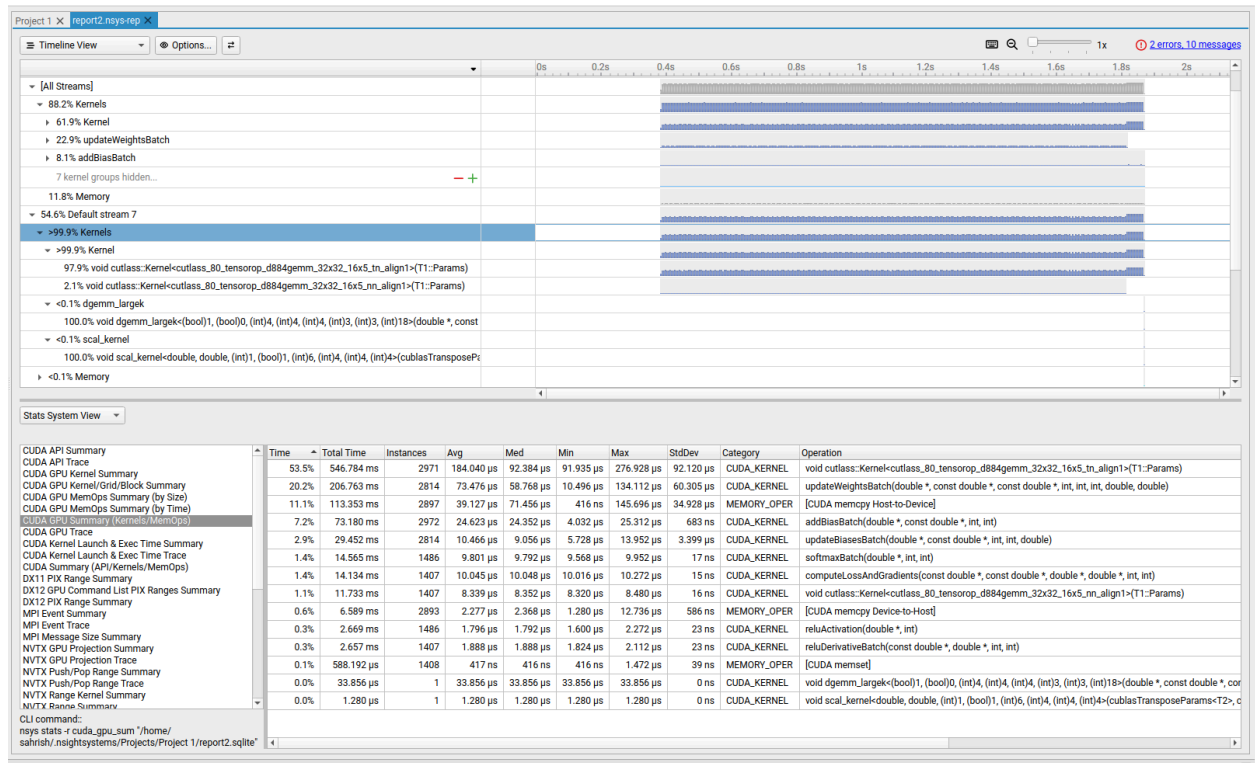 Project 1 X report2.nsys-rep X
Timeline View Options... 1x 2 errors, 10 messages
0s 0.2s 0.4s 0.6s 0.8s 1s 1.2s 1.4s 1.6s 1.8s 2s
[All Streams]
88.2% Kernels
61.9% Kernel
22.9% updateWeightsBatch
8.1% addBiasBatch
7 kernel groups hidden... − +
11.8% Memory
54.6% Default stream 7
>99.9% Kernels
>99.9% Kernel
97.9% void cutlass::Kernel<cutlass_80_tensorop_d884gemm_32x32_16x5_tn_align1>(T1::Params)
2.1% void cutlass::Kernel<cutlass_80_tensorop_d884gemm_32x32_16x5_nn_align1>(T1::Params)
<0.1% dgemm_largek
100.0% void dgemm_largek<(bool)1, (bool)0, (int)4, (int)4, (int)4, (int)3, (int)3, (int)18>(double *, const
<0.1% scal_kernel
100.0% void scal_kernel<double, double, (int)1, (bool)1, (int)6, (int)4, (int)4, (int)4>(cublasTransposePa
<0.1% Memory
Stats System View
CUDA API Summary
CUDA API Trace
CUDA GPU Kernel Summary
CUDA GPU Kernel/Grid/Block Summary
CUDA GPU MemOps Summary (by Size)
CUDA GPU MemOps Summary (by Time)
CUDA GPU Summary (Kernels/MemOps)
CUDA GPU Trace
CUDA Kernel Launch & Exec Time Summary
CUDA Kernel Launch & Exec Time Trace
CUDA Summary (API/Kernels/MemOps)
DX11 PIX Range Summary
DX12 GPU Command List PIX Ranges Summary
DX12 PIX Range Summary
MPI Event Summary
MPI Event Trace
MPI Message Size Summary
NVTX GPU Projection Summary
NVTX GPU Projection Trace
NVTX Push/Pop Range Summary
NVTX Push/Pop Range Trace
NVTX Range Kernel Summary
NVTX Range Summary
CLI command::
nsys stats -r cuda_gpu_sum "/home/
sahrish/.nsightsystems/Projects/Project 1/report2.sqlite"
Time Total Time Instances Avg Med Min Max StdDev Category Operation
53.5% 546.784 ms 2971 184.040 μs 92.384 μs 91.935 μs 276.928 μs 92.120 μs CUDA_KERNEL void cutlass::Kernel<cutlass_80_tensorop_d884gemm_32x32_16x5_tn_align1>(T1::Params)
20.2% 206.763 ms 2814 73.476 μs 58.768 μs 10.496 μs 134.112 μs 60.305 μs CUDA_KERNEL updateWeightsBatch(double *, const double *, const double *, int, int, int, double, double)
11.1% 113.353 ms 2897 39.127 μs 71.456 μs 416 ns 145.696 μs 34.928 μs MEMORY_OPER [CUDA memcpy Host-to-Device]
7.2% 73.180 ms 2972 24.623 μs 24.352 μs 4.032 μs 25.312 μs 683 ns CUDA_KERNEL addBiasBatch(double *, const double *, int, int)
2.9% 29.452 ms 2814 10.466 μs 9.056 μs 5.728 μs 13.952 μs 3.399 μs CUDA_KERNEL updateBiasesBatch(double *, const double *, int, int, double)
1.4% 14.565 ms 1486 9.801 μs 9.792 μs 9.568 μs 9.952 μs 17 ns CUDA_KERNEL softmaxBatch(double *, int, int)
1.4% 14.134 ms 1407 10.045 μs 10.048 μs 10.016 μs 10.272 μs 15 ns CUDA_KERNEL computeLossAndGradients(const double *, const double *, double *, double *, int, int)
1.1% 11.733 ms 1407 8.339 μs 8.352 μs 8.320 μs 8.480 μs 16 ns CUDA_KERNEL void cutlass::Kernel<cutlass_80_tensorop_d884gemm_32x32_16x5_nn_align1>(T1::Params)
0.6% 6.589 ms 2893 2.277 μs 2.368 μs 1.280 μs 12.736 μs 586 ns MEMORY_OPER [CUDA memcpy Device-to-Host]
0.3% 2.669 ms 1486 1.796 μs 1.792 μs 1.600 μs 2.272 μs 23 ns CUDA_KERNEL reluActivation(double *, int)
0.3% 2.657 ms 1407 1.888 μs 1.888 μs 1.824 μs 2.112 μs 23 ns CUDA_KERNEL reluDerivativeBatch(const double *, double *, int, int)
0.1% 588.192 μs 1408 417 ns 416 ns 416 ns 1.472 μs 39 ns MEMORY_OPER [CUDA memset]
0.0% 33.856 μs 1 33.856 μs 33.856 μs 33.856 μs 33.856 μs 0 ns CUDA_KERNEL void dgemm_largek<(bool)1, (bool)0, (int)4, (int)4, (int)4, (int)3, (int)3, (int)18>(double *, const double *, cor
0.0% 1.280 μs 1 1.280 μs 1.280 μs 1.280 μs 1.280 μs 0 ns CUDA_KERNEL void scal_kernel<double, double, (int)1, (bool)1, (int)6, (int)4, (int)4, (int)4>(cublasTransposeParams<T2>, c